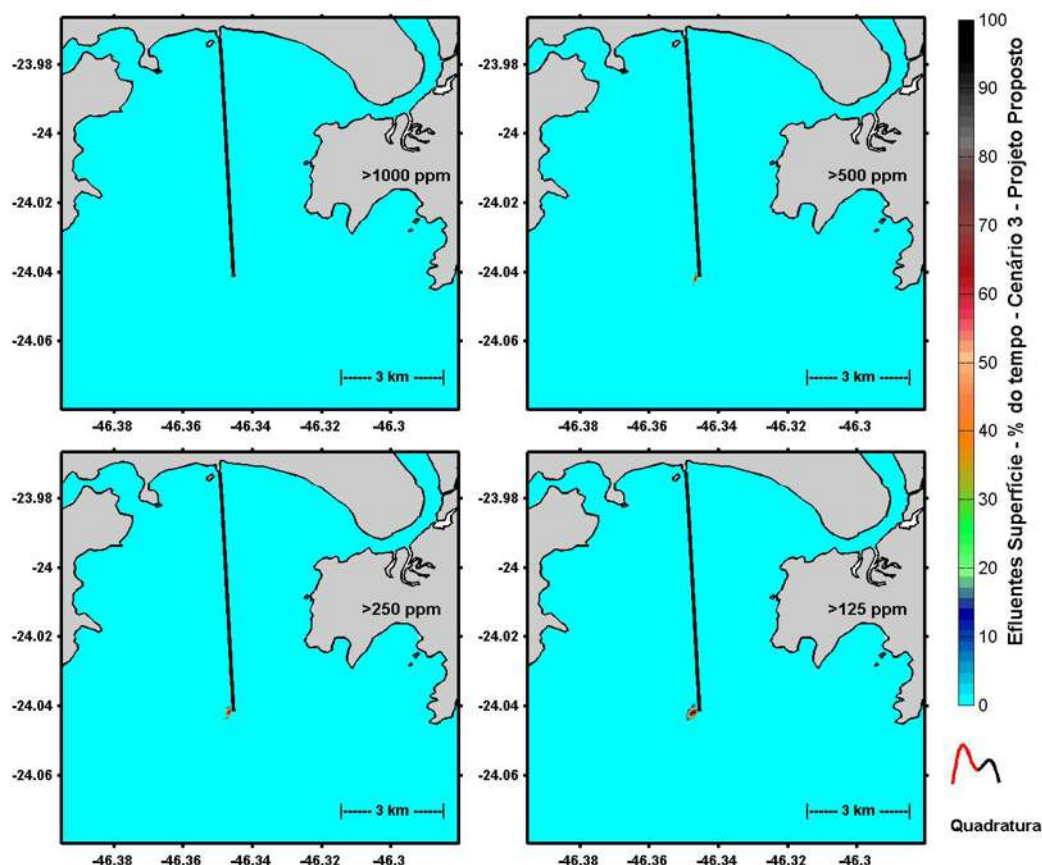 -23.98
-24
-24.02
-24.04
-24.06
>1000 ppm
|------ 3 km ------|
-46.38 -46.36 -46.34 -46.32 -46.3
-23.98
-24
-24.02
-24.04
-24.06
>500 ppm
|------ 3 km ------|
-46.38 -46.36 -46.34 -46.32 -46.3
-23.98
-24
-24.02
-24.04
-24.06
>250 ppm
|------ 3 km ------|
-46.38 -46.36 -46.34 -46.32 -46.3
-23.98
-24
-24.02
-24.04
-24.06
>125 ppm
|------ 3 km ------|
-46.38 -46.36 -46.34 -46.32 -46.3
Efluentes Superfície - % do tempo - Cenário 3 - Projeto Proposto
100
90
80
70
60
50
40
30
20
10
0
Quadratura